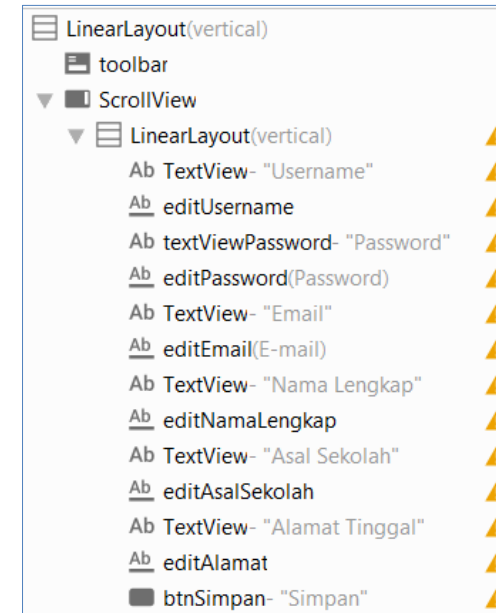 LinearLayout(vertical)
toolbar
ScrollView
LinearLayout(vertical)
Ab TextView- "Username"
Ab editUsername
Ab textViewPassword- "Password"
Ab editPassword(Password)
Ab TextView- "Email"
Ab editEmail(E-mail)
Ab TextView- "Nama Lengkap"
Ab editNamaLengkap
Ab TextView- "Asal Sekolah"
Ab editAsalSekolah
Ab TextView- "Alamat Tinggal"
Ab editAlamat
btnSimpan- "Simpan"